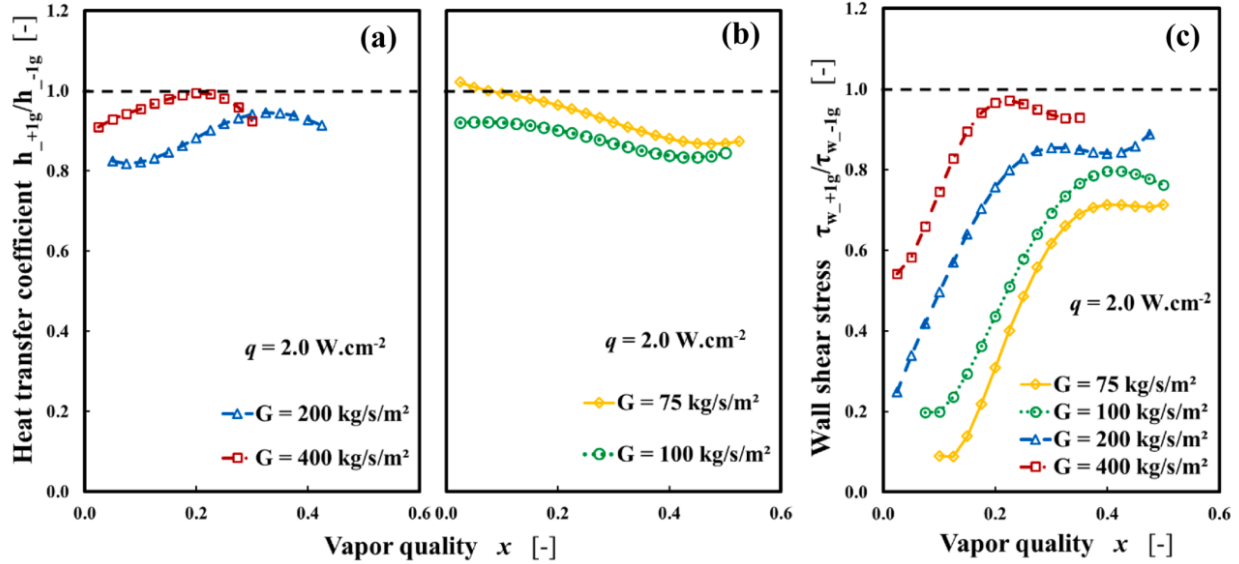 Heat transfer coefficient h_+1g/h_-1g [-]
1.2
1.0
0.8
0.6
0.4
0.2
0.0
(a)
q = 2.0 W.cm⁻²
G = 200 kg/s/m²
G = 400 kg/s/m²
0.0 0.2 0.4 0.6
(b)
q = 2.0 W.cm⁻²
G = 75 kg/s/m²
G = 100 kg/s/m²
0.0 0.2 0.4 0.6
Vapor quality x [-]
Wall shear stress τw_+1g/τw_-1g [-]
1.2
1.0
0.8
0.6
0.4
0.2
0.0
(c)
q = 2.0 W.cm⁻²
G = 75 kg/s/m²
G = 100 kg/s/m²
G = 200 kg/s/m²
G = 400 kg/s/m²
0.0 0.2 0.4 0.6
Vapor quality x [-]